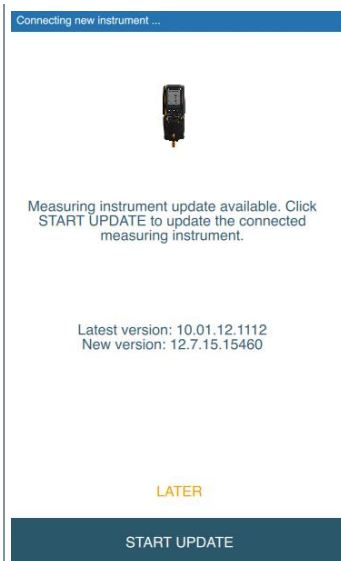 Connecting new instrument ...
Measuring instrument update available. Click
START UPDATE to update the connected
measuring instrument.
Latest version: 10.01.12.1112
New version: 12.7.15.15460
LATER
START UPDATE